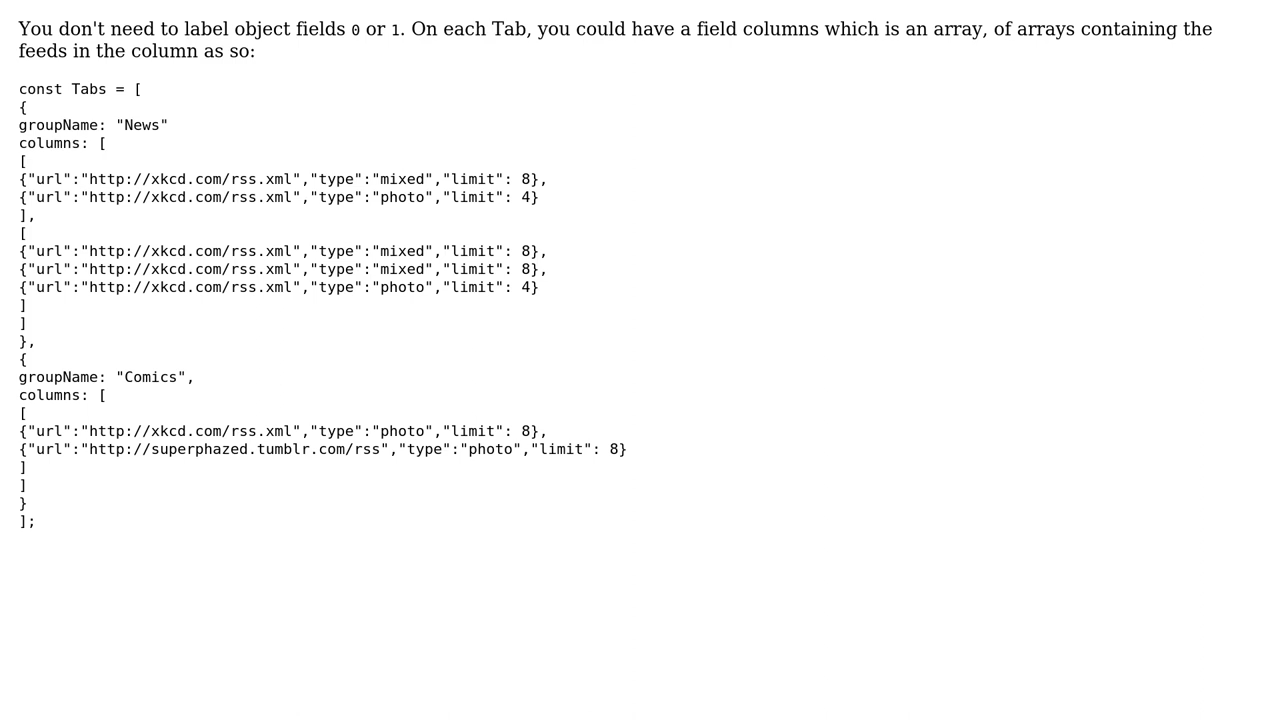 You don't need to label object fields 0 or 1. On each Tab, you could have a field columns which is an array, of arrays containing the
feeds in the column as so:
const Tabs = [
{
groupName: "News"
columns: [
[
{"url":"http://xkcd.com/rss.xml","type":"mixed","limit": 8},
{"url":"http://xkcd.com/rss.xml","type":"photo","limit": 4}
],
[
{"url":"http://xkcd.com/rss.xml","type":"mixed","limit": 8},
{"url":"http://xkcd.com/rss.xml","type":"mixed","limit": 8},
{"url":"http://xkcd.com/rss.xml","type":"photo","limit": 4}
]
]
},
{
groupName: "Comics",
columns: [
[
{"url":"http://xkcd.com/rss.xml","type":"photo","limit": 8},
{"url":"http://superphazed.tumblr.com/rss","type":"photo","limit": 8}
]
]
}
];